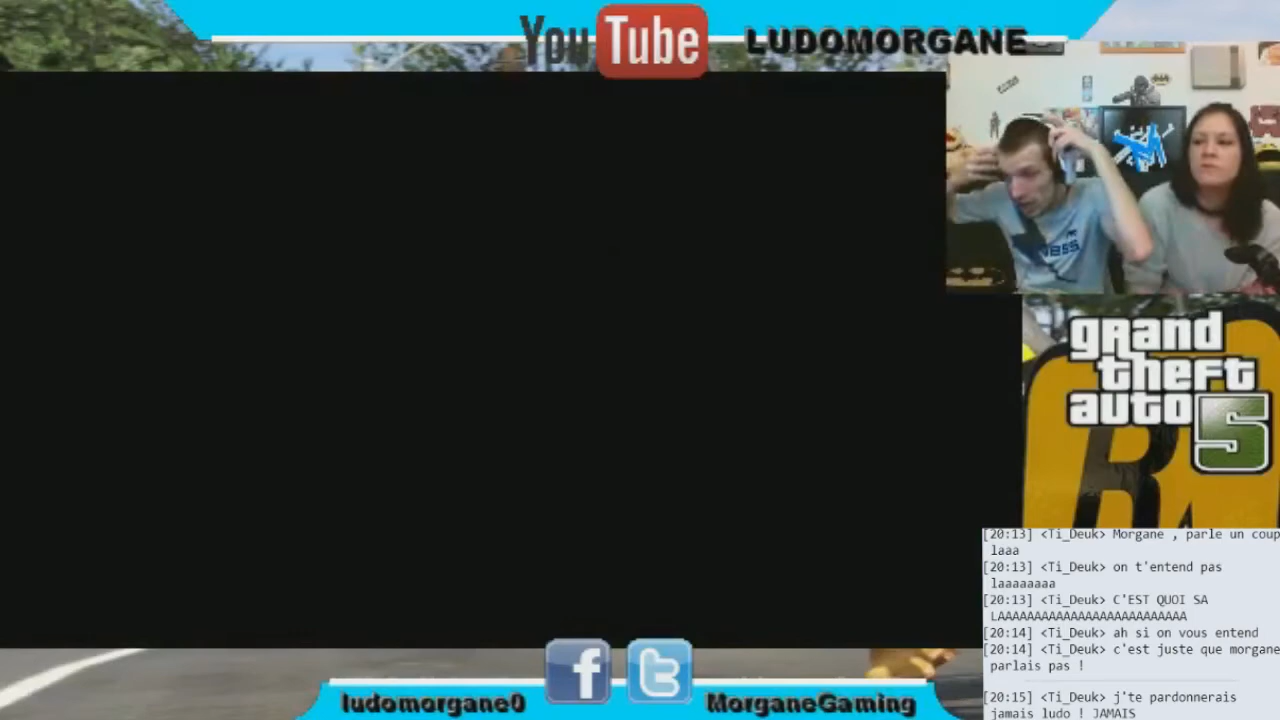 YouTube LUDOMORGANE
grand
theft
auto 5
[20:13] <Ti_Deuk> Morgane , parle un coup
laaa
[20:13] <Ti_Deuk> on t'entend pas
laaaaaaaa
[20:13] <Ti_Deuk> C'EST QUOI SA
LAAAAAAAAAAAAAAAAAAAAAAAAAA
[20:14] <Ti_Deuk> ah si on vous entend
[20:14] <Ti_Deuk> c'est juste que morgane
parlais pas !
[20:15] <Ti_Deuk> j'te pardonnerais
jamais ludo ! JAMAIS
ludomorgane0
MorganeGaming